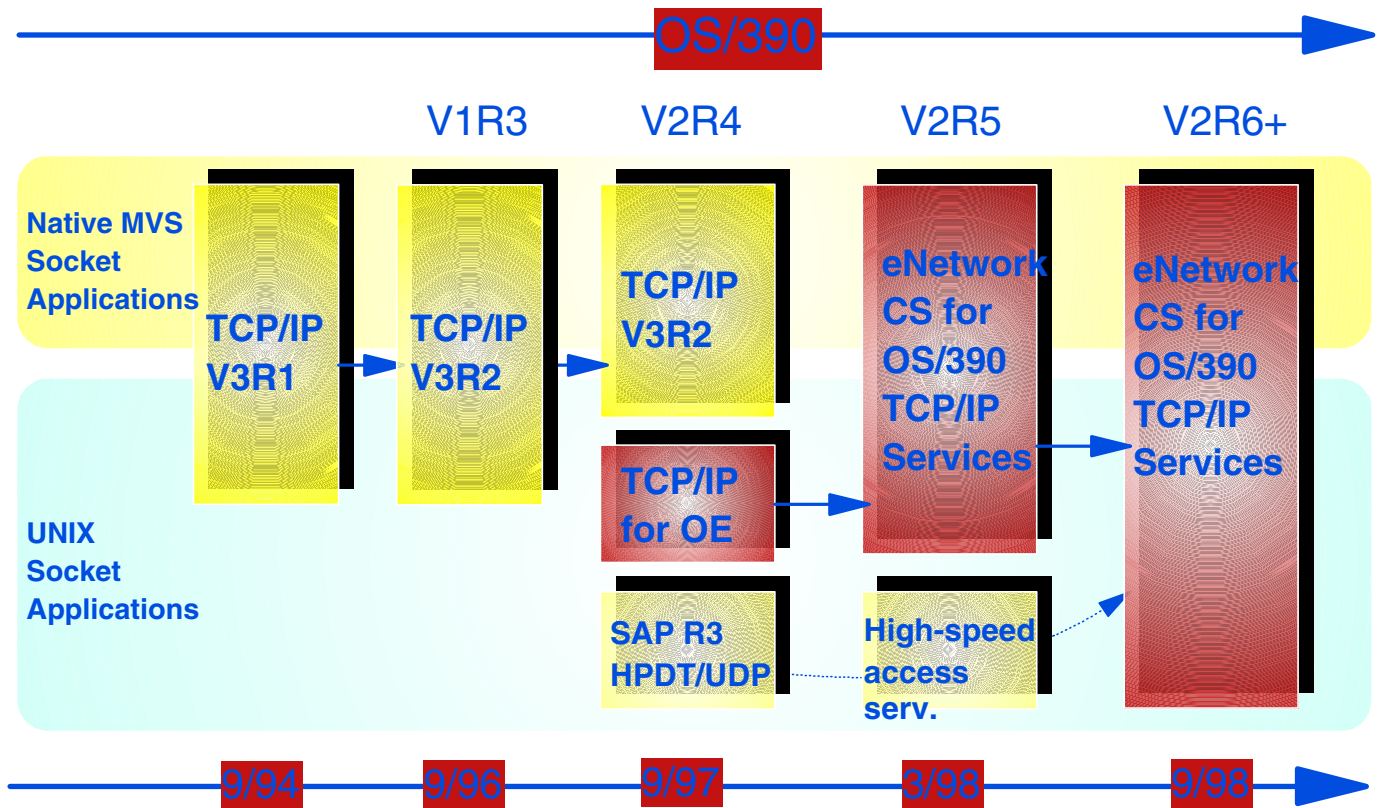 OS/390
V1R3
V2R4
V2R5
V2R6+
Native MVS
Socket
Applications
TCP/IP
V3R1
TCP/IP
V3R2
TCP/IP
V3R2
eNetwork
CS for
OS/390
TCP/IP
Services
eNetwork
CS for
OS/390
TCP/IP
Services
UNIX
Socket
Applications
TCP/IP
for OE
SAP R3
HPDT/UDP
High-speed
access
serv.
9/94
9/96
9/97
3/98
9/98